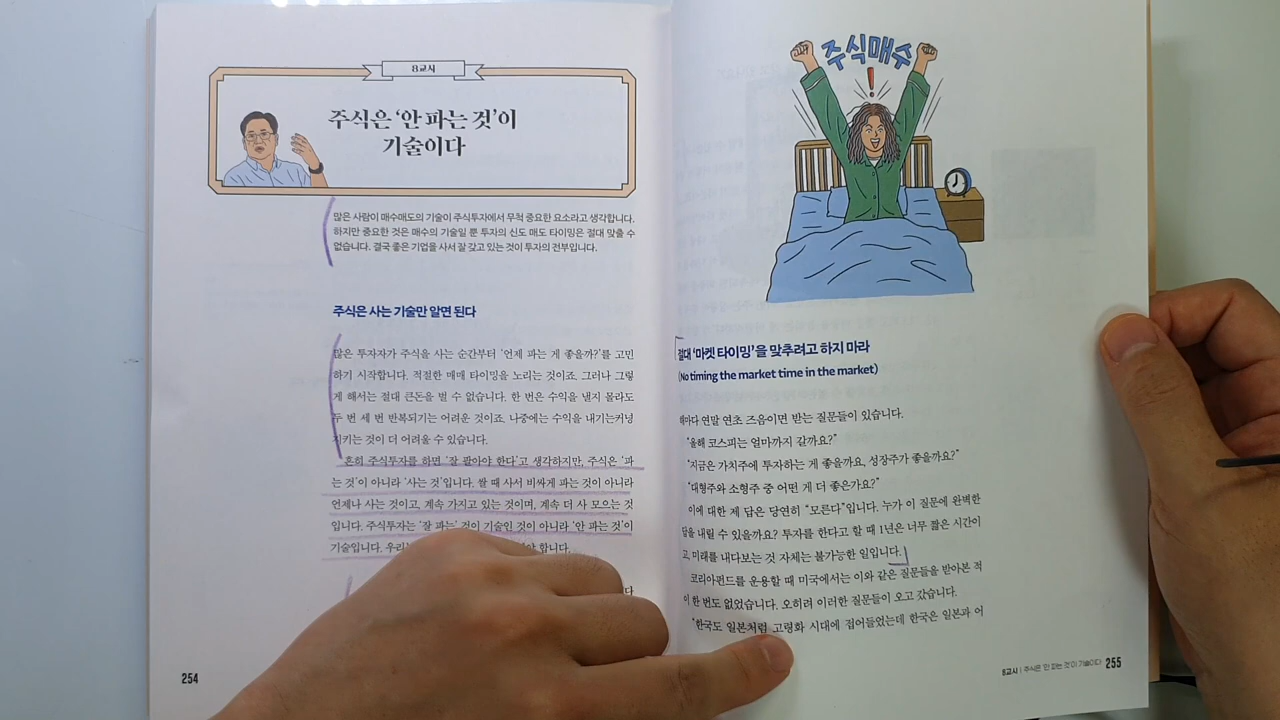 8교시
주식은 ‘안 파는 것’이
기술이다
많은 사람이 매수매도의 기술이 주식투자에서 무척 중요한 요소라고 생각합니다.
하지만 중요한 것은 매수의 기술일 뿐 투자의 신도 매도 타이밍은 절대 맞출 수
없습니다. 결국 좋은 기업을 사서 잘 갖고 있는 것이 투자의 전부입니다.
주식은 사는 기술만 알면 된다
많은 투자자가 주식을 사는 순간부터 ‘언제 파는 게 좋을까?’를 고민
하기 시작합니다. 적절한 매매 타이밍을 노리는 것이죠. 그러나 그렇
게 해서는 절대 큰돈을 벌 수 없습니다. 한 번은 수익을 낼지 몰라도
두 번 세 번 반복되기는 어려운 것이죠. 나중에는 수익을 내기는커녕
지키는 것이 더 어려울 수 있습니다.
흔히 주식투자를 하면 ‘잘 팔아야 한다’고 생각하지만, 주식은 ‘파
는 것’이 아니라 ‘사는 것’입니다. 쌀 때 사서 비싸게 파는 것이 아니라
언제나 사는 것이고, 계속 가지고 있는 것이며, 계속 더 사 모으는 것
입니다. 주식투자는 ‘잘 파는’ 것이 기술인 것이 아니라 ‘안 파는 것’이
기술입니다. 합니다.
다
254
주식매수
!
절대 ‘마켓 타이밍’을 맞추려고 하지 마라
(No timing the market time in the market)
해마다 연말 연초 즈음이면 받는 질문들이 있습니다.
“올해 코스피는 얼마까지 갈까요?”
“지금은 가치주에 투자하는 게 좋을까요, 성장주가 좋을까요?”
“대형주와 소형주 중 어떤 게 더 좋은가요?”
이에 대한 제 답은 당연히 “모른다”입니다. 누가 이 질문에 완벽한
답을 내릴 수 있을까요? 투자를 한다고 할 때 1년은 너무 짧은 시간이
고, 미래를 내다보는 것 자체는 불가능한 일입니다.
코리아펀드를 운용할 때 미국에서는 이와 같은 질문들을 받아본 적
이 한 번도 없었습니다. 오히려 이러한 질문들이 오고 갔습니다.
“한국도 일본처럼 고령화 시대에 접어들었는데 한국은 일본과 어
8교시 | 주식은 ‘안 파는 것’이 기술이다 255